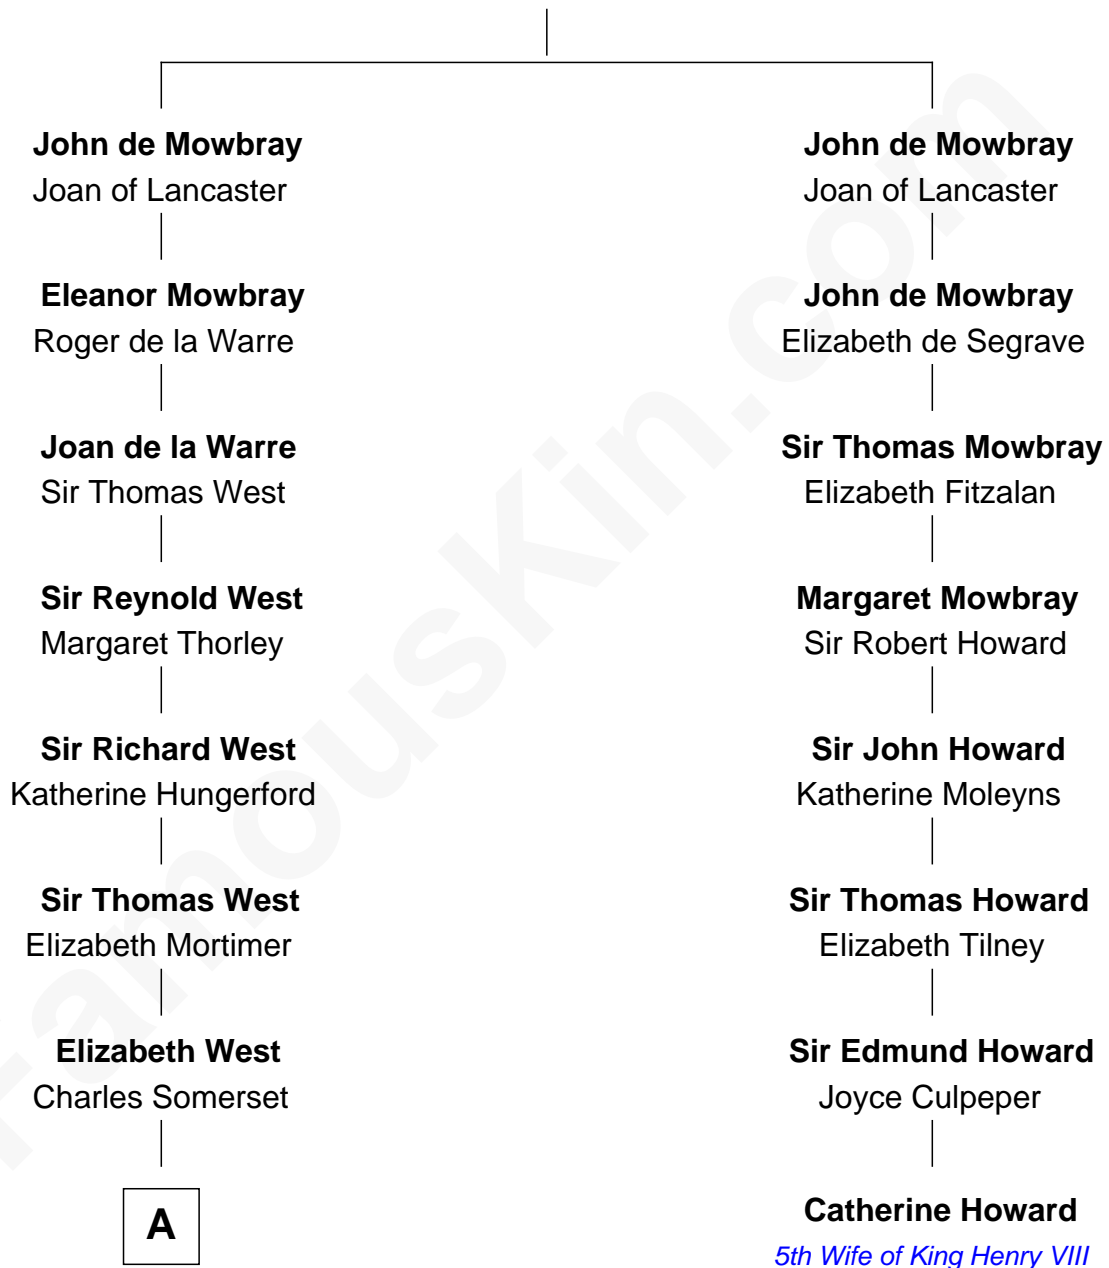 John de Mowbray
Joan of Lancaster
Eleanor Mowbray
Roger de la Warre
Joan de la Warre
Sir Thomas West
Sir Reynold West
Margaret Thorley
Sir Richard West
Katherine Hungerford
Sir Thomas West
Elizabeth Mortimer
Elizabeth West
Charles Somerset
A
John de Mowbray
Joan of Lancaster
John de Mowbray
Elizabeth de Segrave
Sir Thomas Mowbray
Elizabeth Fitzalan
Margaret Mowbray
Sir Robert Howard
Sir John Howard
Katherine Moleyns
Sir Thomas Howard
Elizabeth Tilney
Sir Edmund Howard
Joyce Culpeper
Catherine Howard
5th Wife of King Henry VIII
FamousKin.com